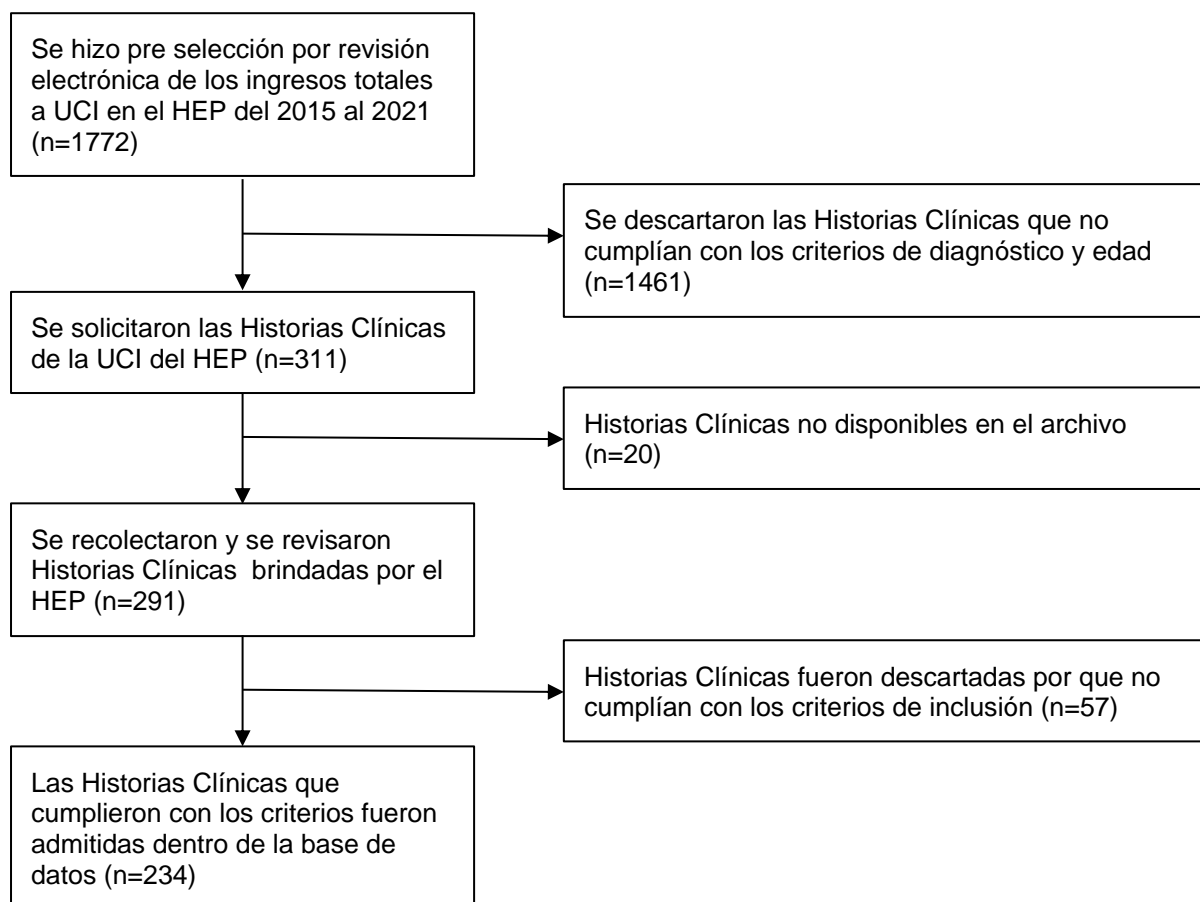 Se hizo pre selección por revisión
electrónica de los ingresos totales
a UCI en el HEP del 2015 al 2021
(n=1772)
Se descartaron las Historias Clínicas que no
cumplían con los criterios de diagnóstico y edad
(n=1461)
Se solicitaron las Historias Clínicas
de la UCI del HEP (n=311)
Historias Clínicas no disponibles en el archivo
(n=20)
Se recolectaron y se revisaron
Historias Clínicas  brindadas por el
HEP (n=291)
Historias Clínicas fueron descartadas por que no
cumplían con los criterios de inclusión (n=57)
Las Historias Clínicas que
cumplieron con los criterios fueron
admitidas dentro de la base de
datos (n=234)